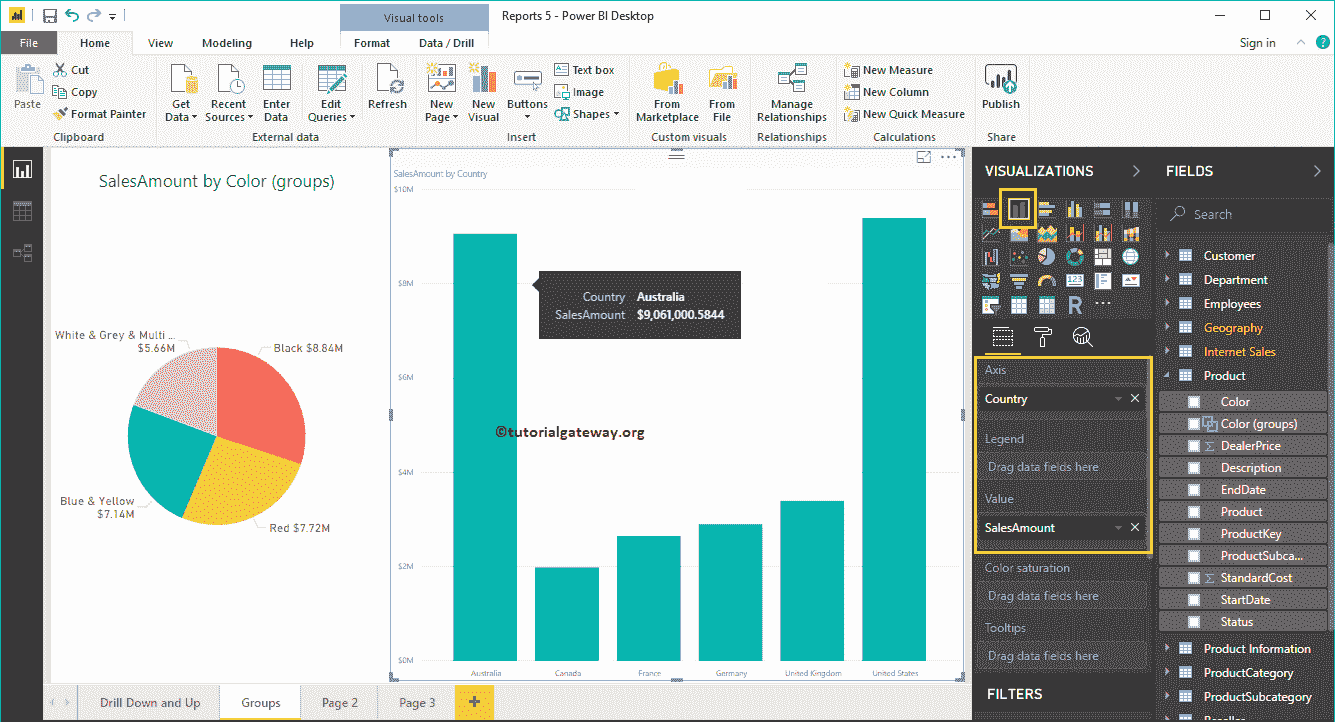 Visual tools
Reports 5 - Power BI Desktop
File
Home
View
Modeling
Help
Format
Data / Drill
Sign in
?
Paste
Cut
Copy
Format Painter
Clipboard
Get Data
Recent Sources
Enter Data
Edit Queries
External data
Refresh
New Page
New Visual
Buttons
Text box
Image
Shapes
Insert
From Marketplace
From File
Custom visuals
Manage Relationships
Relationships
New Measure
New Column
New Quick Measure
Calculations
Publish
Share
SalesAmount by Color (groups)
White & Grey & Multi ...
$5.66M
Black $8.84M
Blue & Yellow
$7.14M
Red $7.72M
SalesAmount by Country
$10M
$8M
$6M
$4M
$2M
$0M
Country Australia
SalesAmount $9,061,000.5844
©tutorialgateway.org
Australia
Canada
France
Germany
United Kingdom
United States
VISUALIZATIONS
123
R
...
Axis
Country
Legend
Drag data fields here
Value
SalesAmount
Color saturation
Drag data fields here
Tooltips
Drag data fields here
FILTERS
FIELDS
Search
Customer
Department
Employees
Geography
Internet Sales
Product
Color
Color (groups)
Σ DealerPrice
Description
EndDate
Product
ProductKey
ProductSubca...
Σ StandardCost
StartDate
Status
Product Information
ProductCategory
ProductSubcategory
Drill Down and Up
Groups
Page 2
Page 3
+